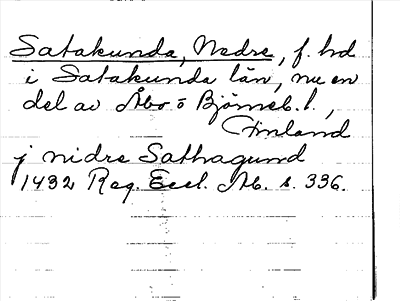 Satakunda, Nedre, f. hd
i Satakunda län, nu en
del av Åbo o Björneb. l.,
Finland
j nidre Sathagund
1432 Reg. Eccl. Ab. s. 336.